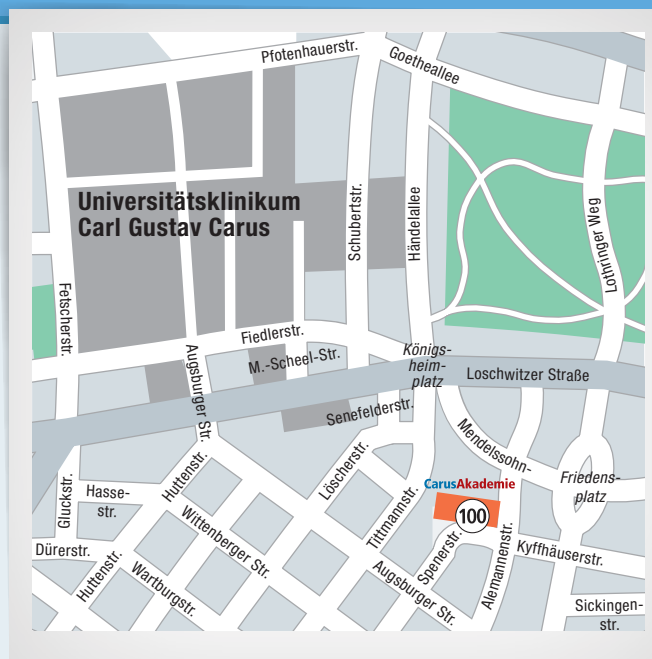 Pfotenhauerstr.
Goetheallee
Universitätsklinikum
Carl Gustav Carus
Schubertstr.
Händelallee
Lothringer Weg
Fetscherstr.
Fiedlerstr.
M.-Scheel-Str.
Augsburger Str.
Königs-
heim-
platz
Loschwitzer Straße
Senefelderstr.
Mendelssohn-
Löscherstr.
Huttenstr.
Gluckstr.
Hasse-
str.
CarusAkademie
100
Friedens-
platz
Tittmannstr.
Wittenberger Str.
Dürerstr.
Huttenstr.
Wartburgstr.
Augsburger Str.
Spenerstr.
Alemannenstr.
Kyffhäuserstr.
Sickingen-
str.